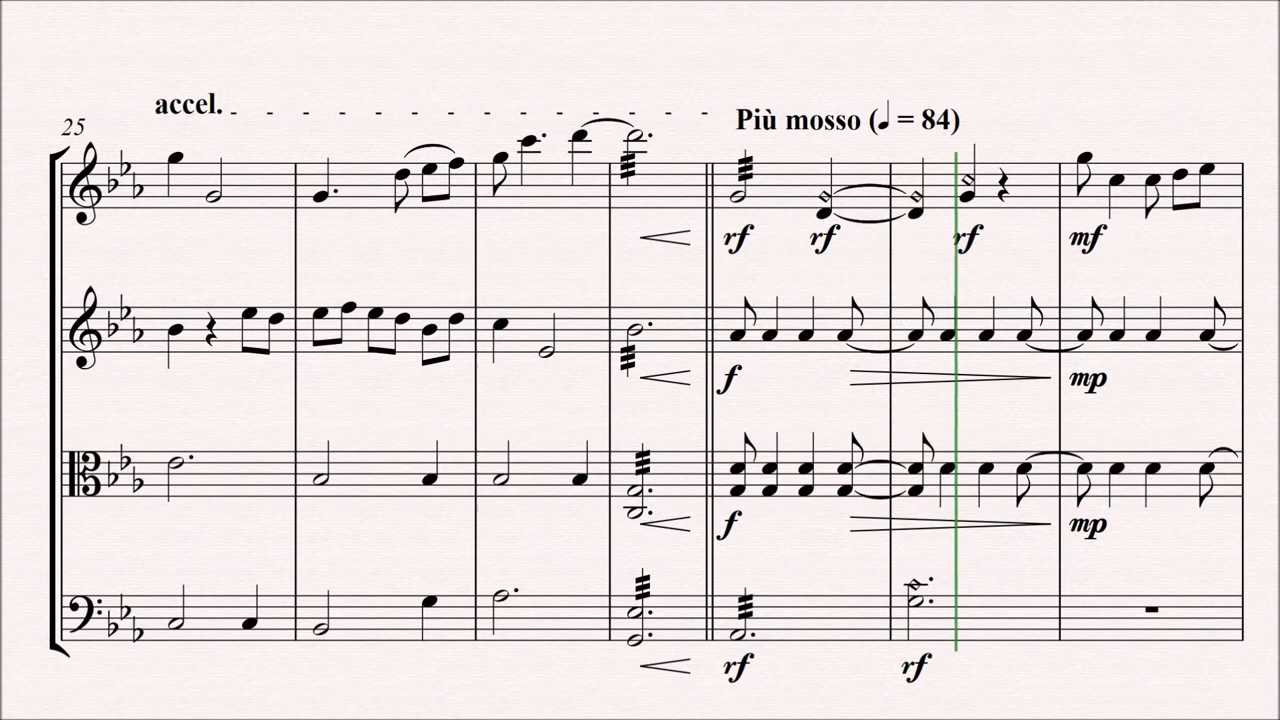 accel.
25
Più mosso (♩ = 84)
rf rf rf mf
f mp
f mp
rf rf